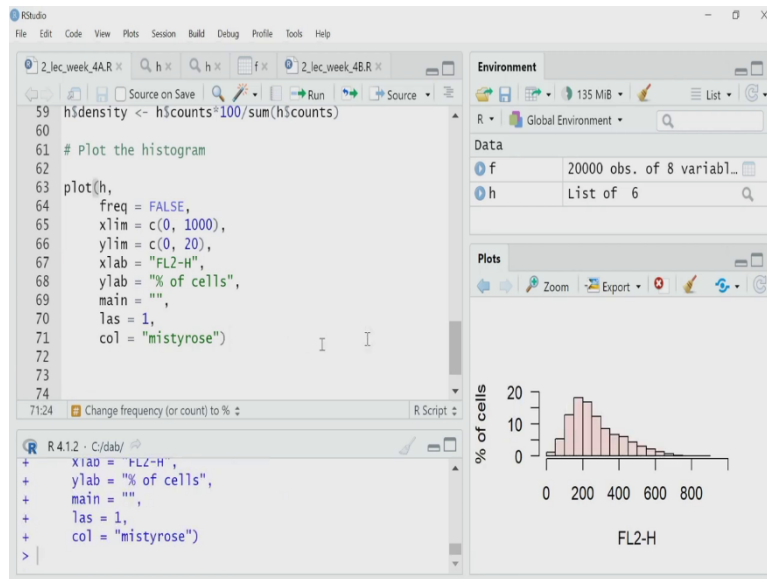 RStudio
File Edit Code View Plots Session Build Debug Profile Tools Help
2_lec_week_4A.R × h × h × f × 2_lec_week_4B.R ×
Source on Save Run Source
59 h$density <- h$counts*100/sum(h$counts)
60
61 # Plot the histogram
62
63 plot(h,
64 freq = FALSE,
65 xlim = c(0, 1000),
66 ylim = c(0, 20),
67 xlab = "FL2-H",
68 ylab = "% of cells",
69 main = "",
70 las = 1,
71 col = "mistyrose")
72
73
74
71:24 # Change frequency (or count) to % R Script
R 4.1.2 · C:/dab/
+ xlab = "FL2-H",
+ ylab = "% of cells",
+ main = "",
+ las = 1,
+ col = "mistyrose")
>
Environment
135 MiB List
R Global Environment
Data
f 20000 obs. of 8 variabl…
h List of 6
Plots
Zoom Export
% of cells
20
10
0
0 200 400 600 800
FL2-H